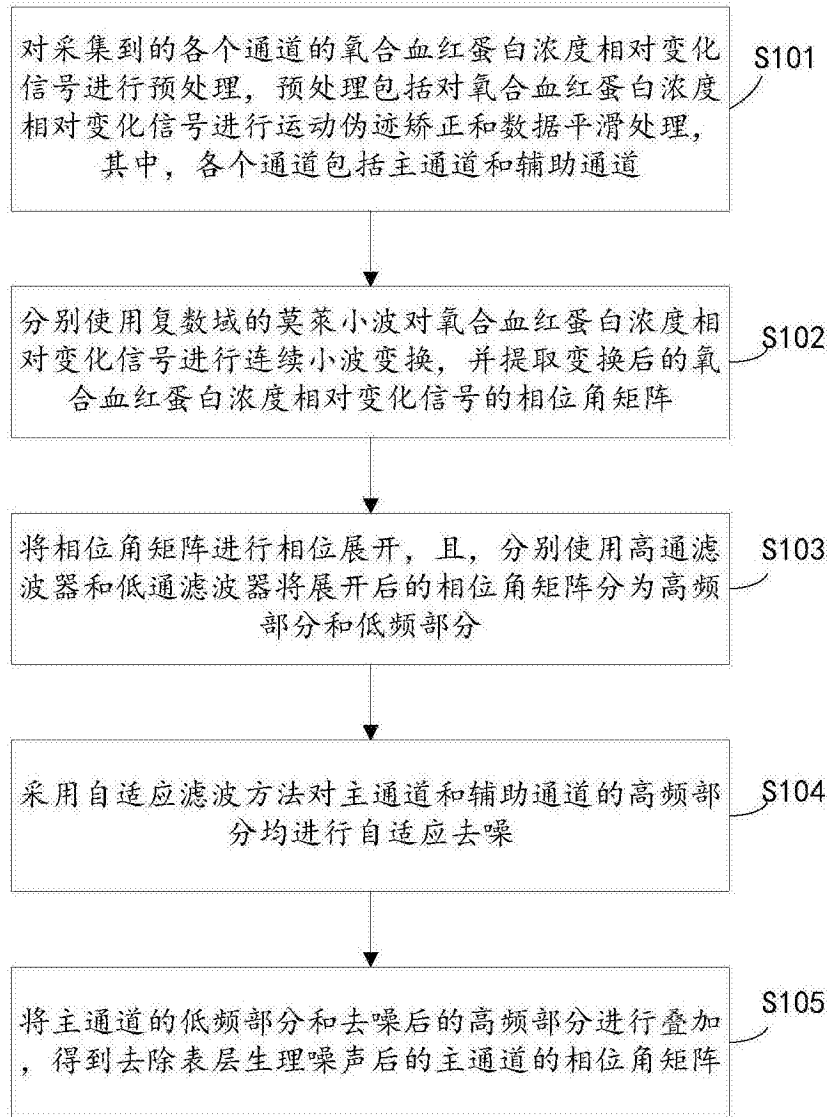 对采集到的各个通道的氧合血红蛋白浓度相对变化
信号进行预处理，预处理包括对氧合血红蛋白浓度
相对变化信号进行运动伪迹矫正和数据平滑处理，
其中，各个通道包括主通道和辅助通道
S101
分别使用复数域的莫莱小波对氧合血红蛋白浓度相
对变化信号进行连续小波变换，并提取变换后的氧
合血红蛋白浓度相对变化信号的相位角矩阵
S102
将相位角矩阵进行相位展开，且，分别使用高通滤
波器和低通滤波器将展开后的相位角矩阵分为高频
部分和低频部分
S103
采用自适应滤波方法对主通道和辅助通道的高频部
分均进行自适应去噪
S104
将主通道的低频部分和去噪后的高频部分进行叠加
，得到去除表层生理噪声后的主通道的相位角矩阵
S105